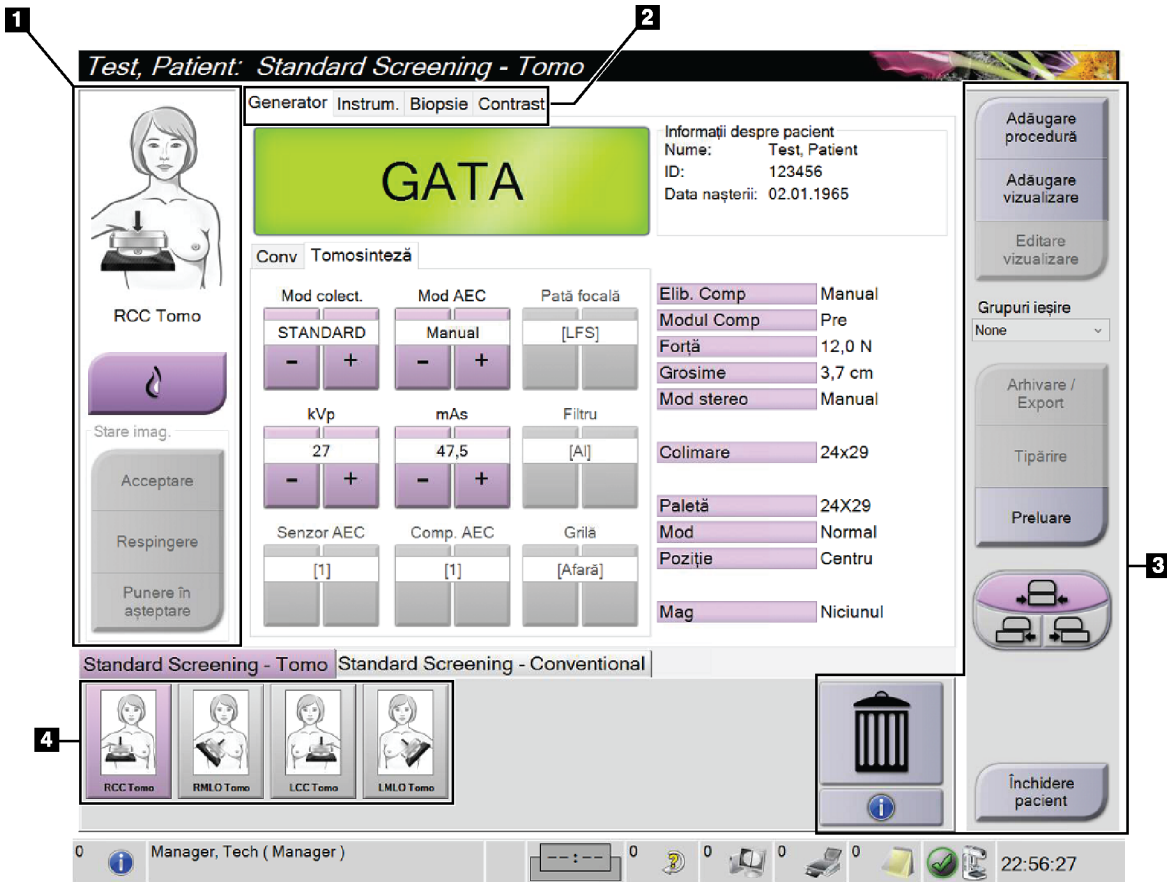 1
2
Test, Patient: Standard Screening - Tomo
Generator Instrum. Biopsie Contrast
GATA
Informații despre pacient
Nume: Test, Patient
ID: 123456
Data nașterii: 02.01.1965
RCC Tomo
Stare imag.
Acceptare
Respingere
Punere în
așteptare
Conv Tomosinteză
Mod colect. Mod AEC Pată focală
STANDARD Manual [LFS]
- + - +
kVp mAs Filtru
27 47,5 [Al]
- + - +
Senzor AEC Comp. AEC Grilă
[1] [1] [Afară]
Elib. Comp Manual
Modul Comp Pre
Forță 12,0 N
Grosime 3,7 cm
Mod stereo Manual
Colimare 24x29
Paletă 24X29
Mod Normal
Poziție Centru
Mag Niciunul
Adăugare
procedură
Adăugare
vizualizare
Editare
vizualizare
Grupuri ieșire
None
Arhivare /
Export
Tipărire
Preluare
3
Standard Screening - Tomo Standard Screening - Conventional
4
RCC Tomo RMLO Tomo LCC Tomo LMLO Tomo
i
Închidere
pacient
0 i Manager, Tech ( Manager ) --:-- 0 ? 0 0 0 22:56:27